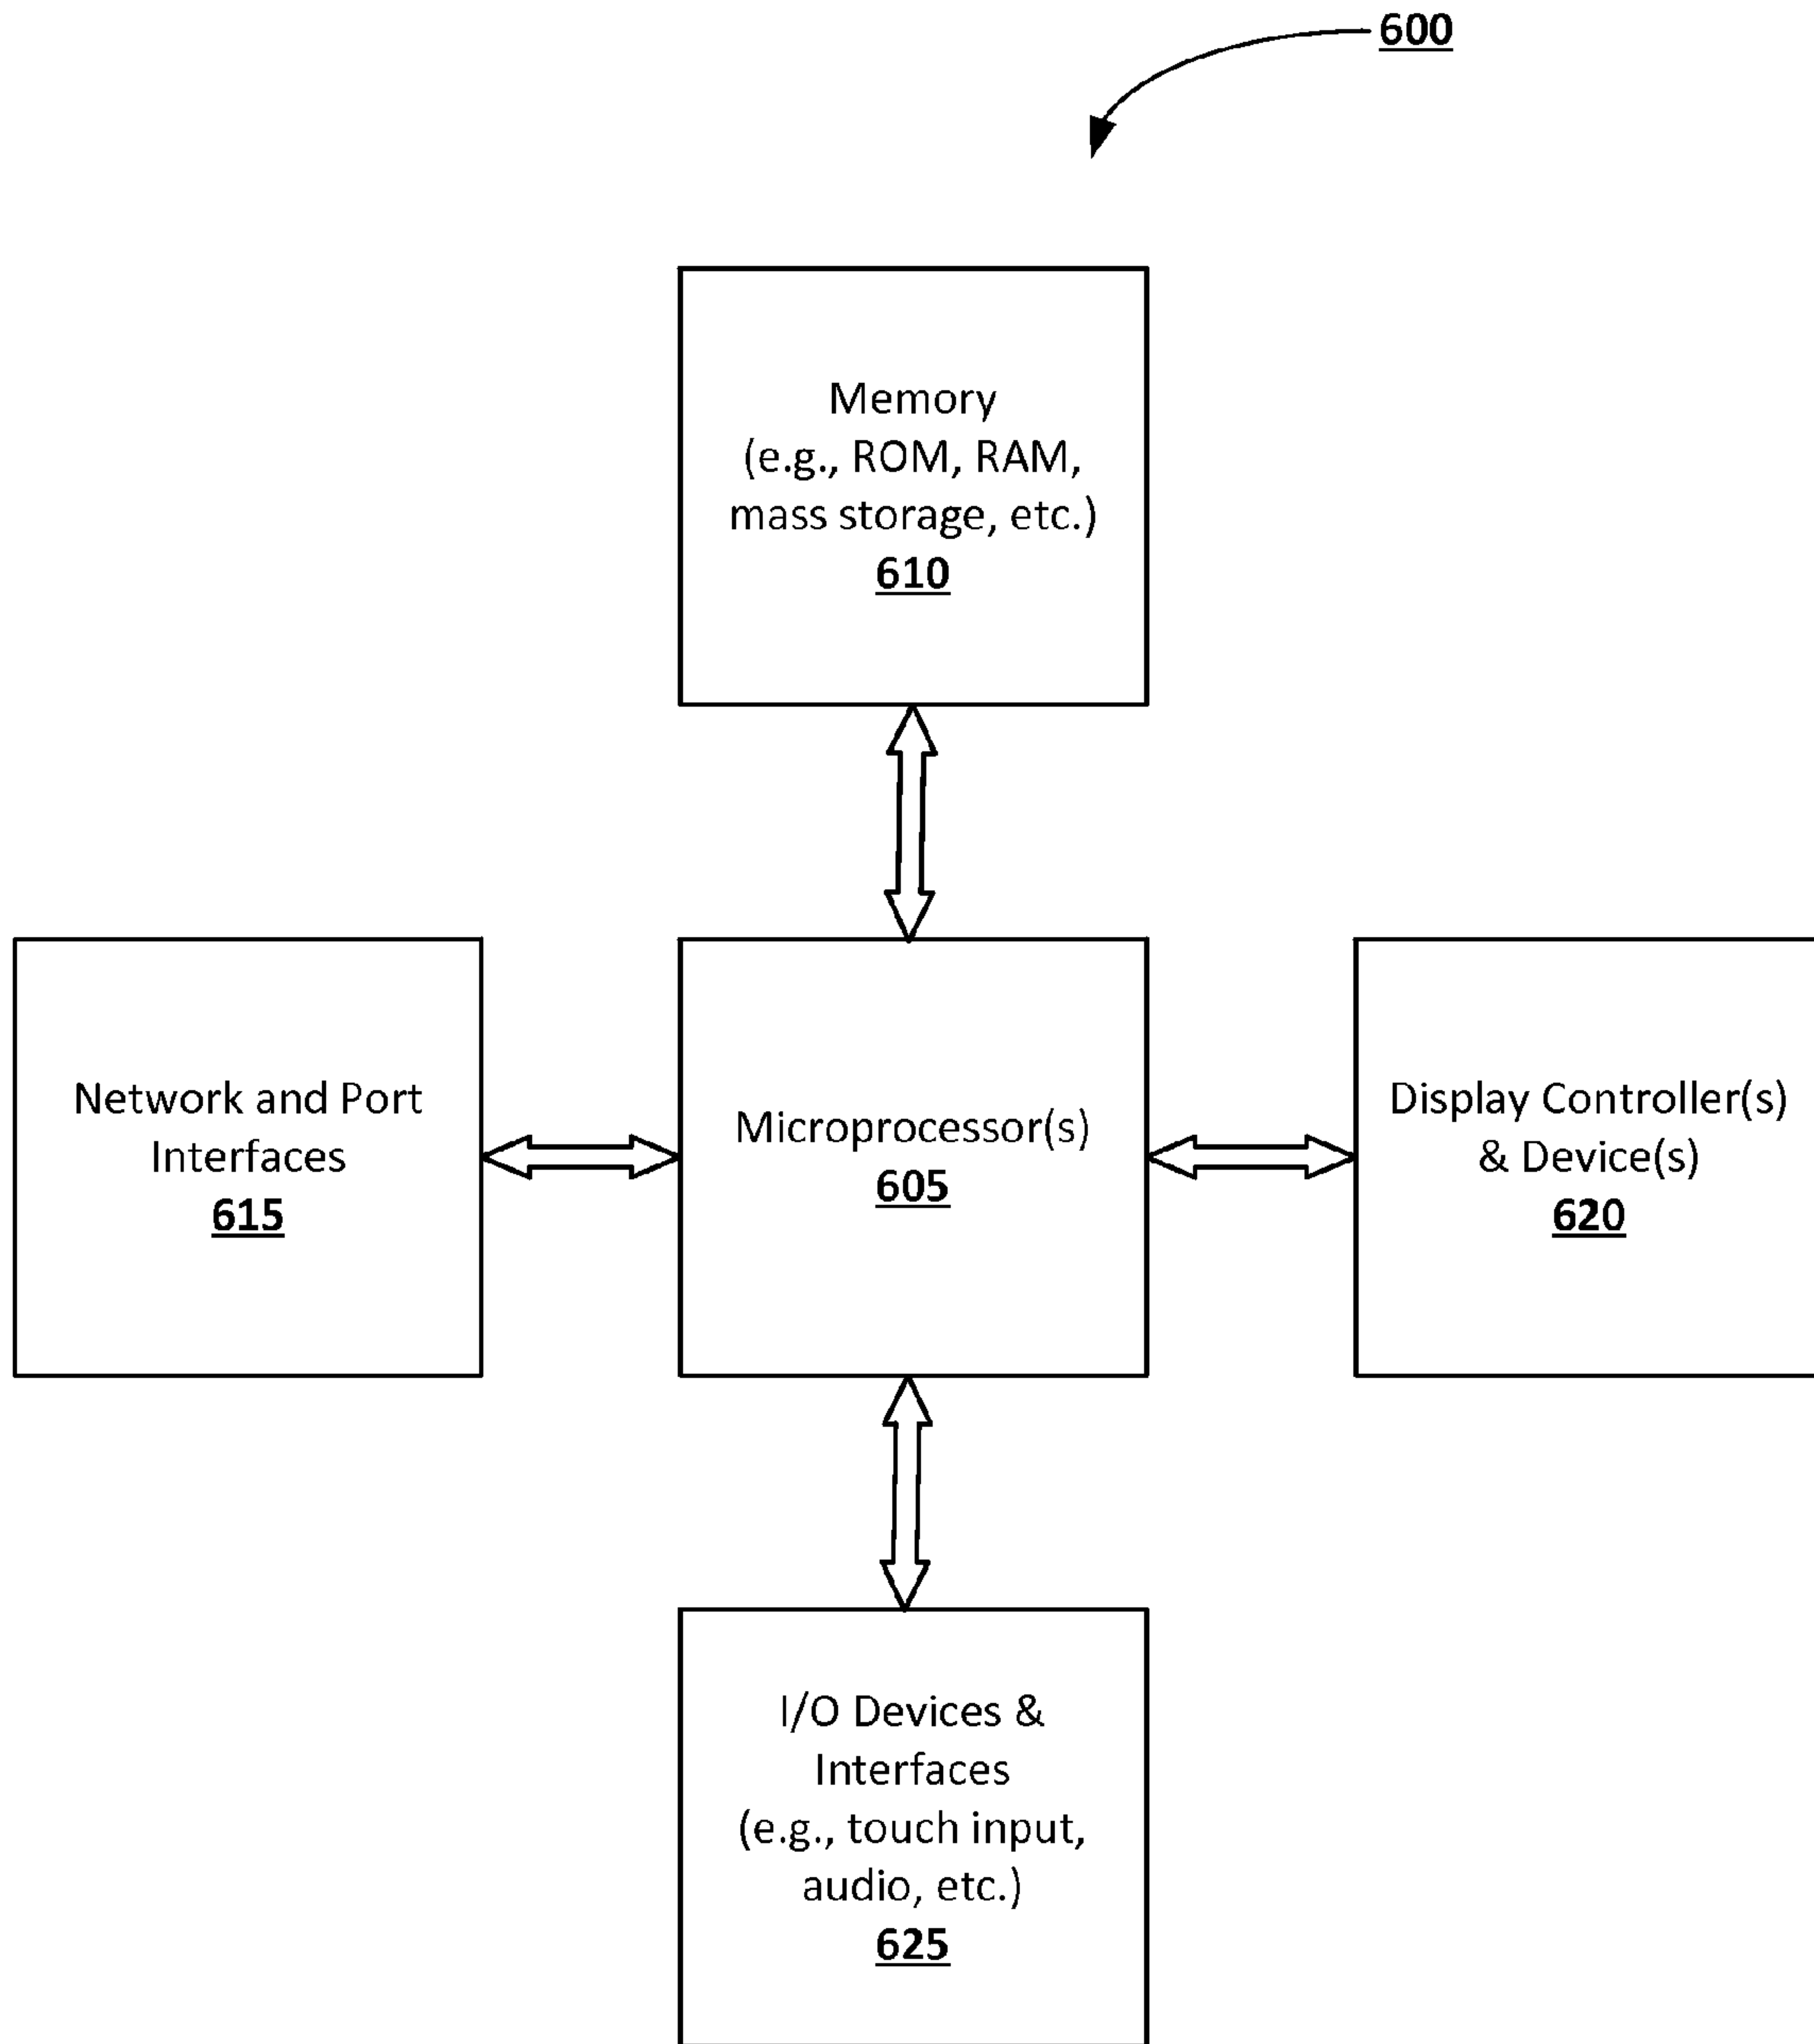 600
Memory
(e.g., ROM, RAM,
mass storage, etc.)
610
Network and Port
Interfaces
615
Microprocessor(s)
605
Display Controller(s)
& Device(s)
620
I/O Devices &
Interfaces
(e.g., touch input,
audio, etc.)
625